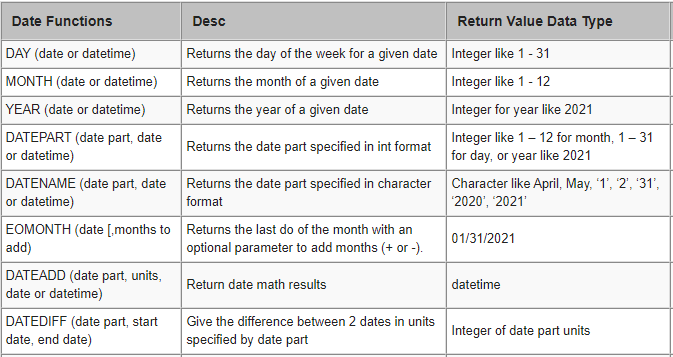 Date Functions Desc Return Value Data Type
DAY (date or datetime) Returns the day of the week for a given date Integer like 1 - 31
MONTH (date or datetime) Returns the month of a given date Integer like 1 - 12
YEAR (date or datetime) Returns the year of a given date Integer for year like 2021
DATEPART (date part, date
or datetime)
Returns the date part specified in int format
Integer like 1 – 12 for month, 1 – 31
for day, or year like 2021
DATENAME (date part, date
or datetime)
Returns the date part specified in character
format
Character like April, May, ‘1’, ‘2’, ‘31’,
‘2020’, ‘2021’
EOMONTH (date [,months to
add)
Returns the last do of the month with an
optional parameter to add months (+ or -).
01/31/2021
DATEADD (date part, units,
date or datetime)
Return date math results
datetime
DATEDIFF (date part, start
date, end date)
Give the difference between 2 dates in units
specified by date part
Integer of date part units